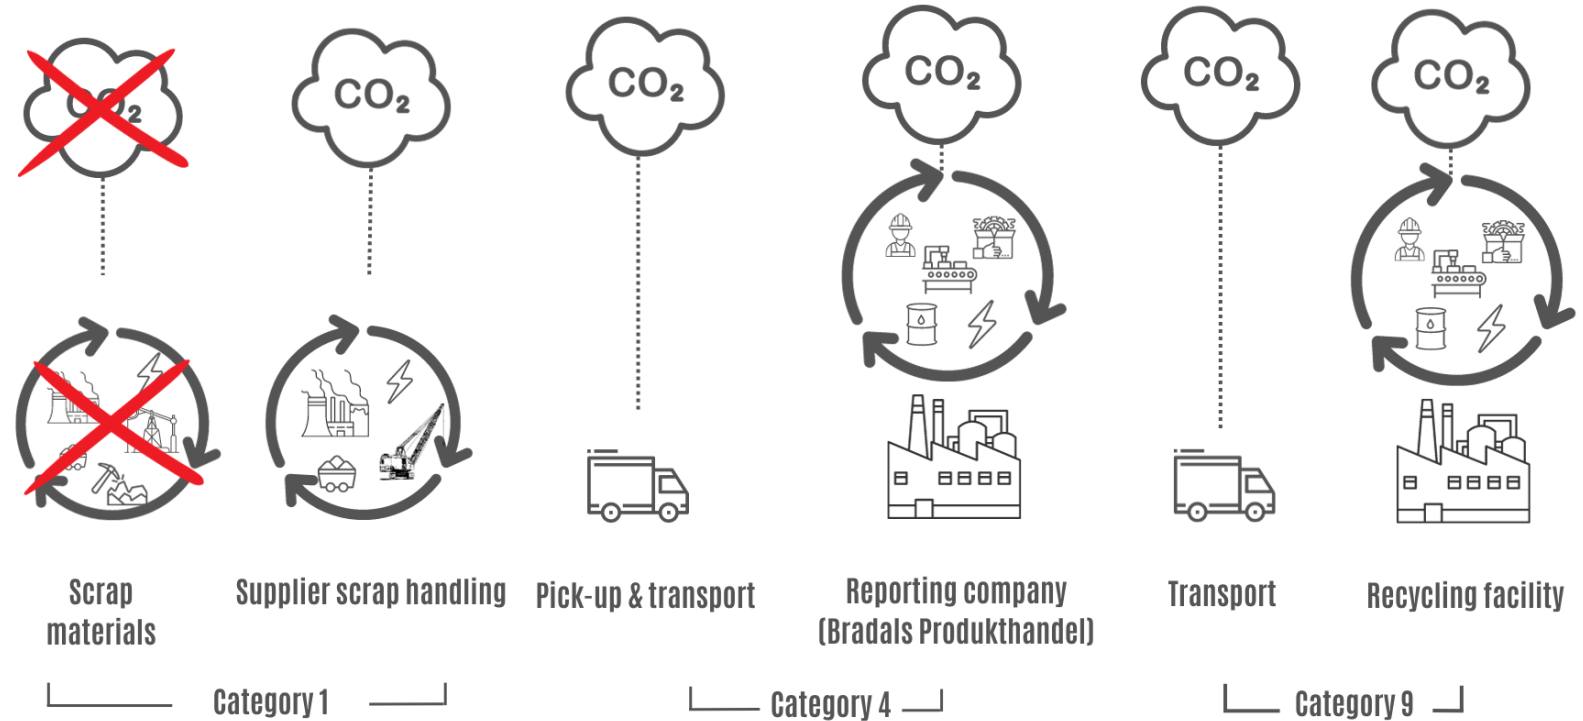 CO₂
CO₂
CO₂
CO₂
CO₂
CO₂
Scrap
materials
Supplier scrap handling
Pick-up & transport
Reporting company
(Bradals Produkthandel)
Transport
Recycling facility
Category 1
Category 4
Category 9